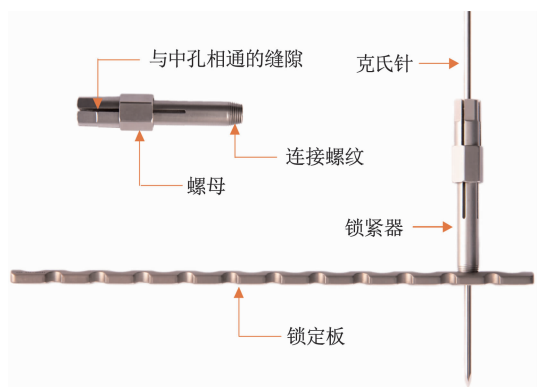 与中孔相通的缝隙
克氏针
连接螺纹
螺母
锁紧器
锁定板